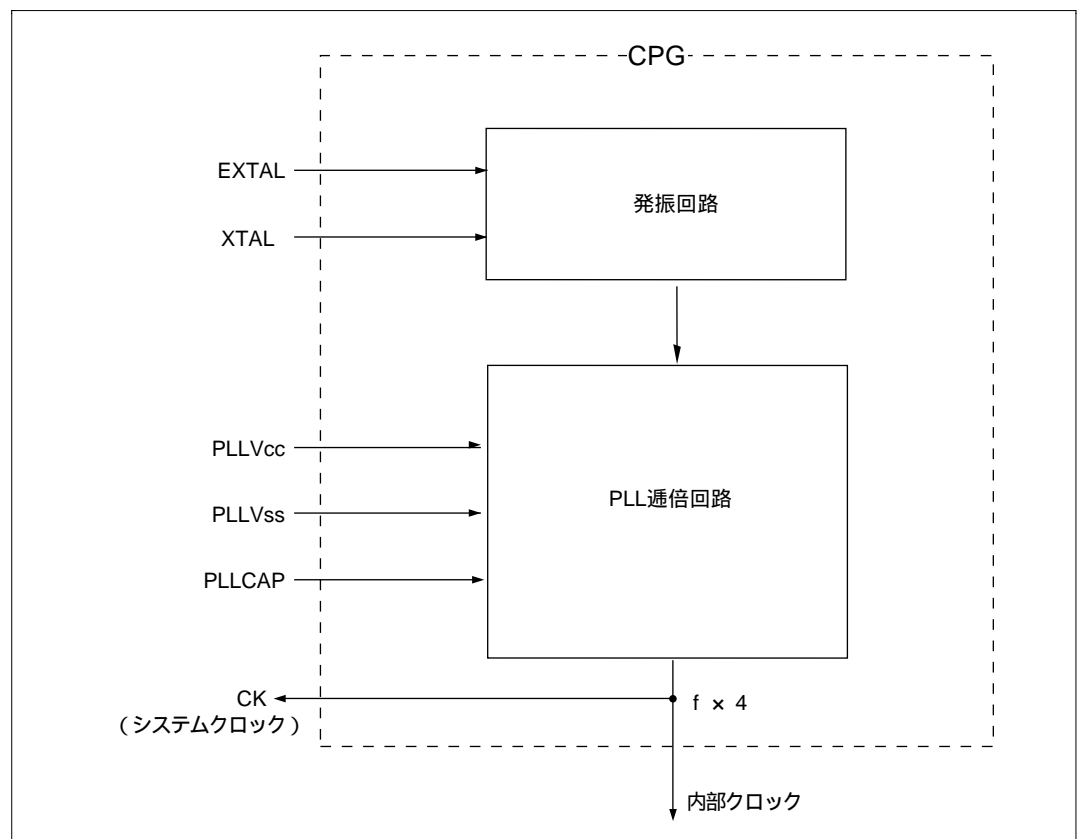 CPG
EXTAL
発振回路
XTAL
PLLVcc
PLL逓倍回路
PLLVss
PLLCAP
CK
f × 4
(システムクロック)
内部クロック